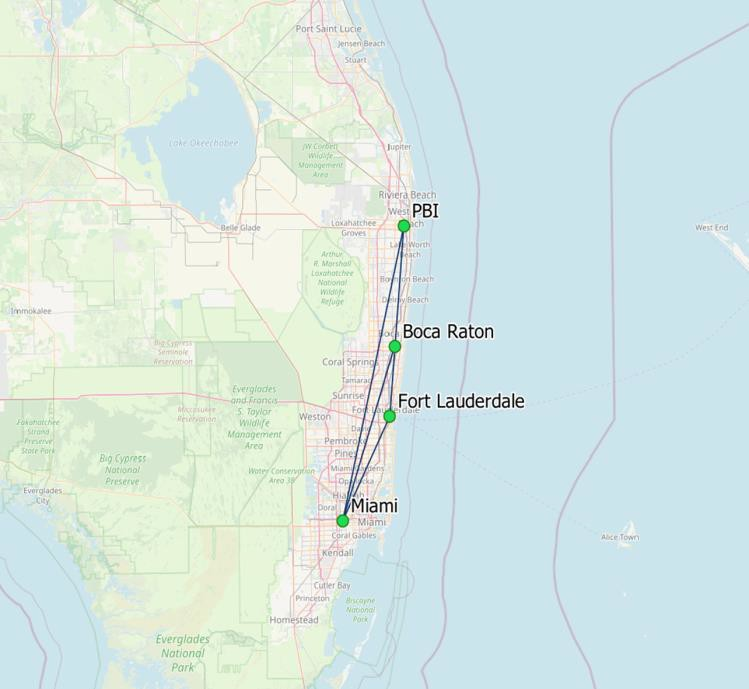 Port Saint Lucie
Jensen Beach
Stuart
Lake Okeechobee
JW Corbett
Wildlife
Management
Area
Jupiter
Riviera Beach
West
PBI
Loxahatchee
Groves
Belle Glade
West End
Lake Worth
Beach
Arthur
R. Marshall
Loxahatchee
National
Wildlife
Refuge
Boynton Beach
Delray Beach
Immokalee
Boca Raton
Big Cypress
Seminole
Reservation
Coral Springs
Tamarac
Everglades
and Francis
S. Taylor
Wildlife
Management
Area
Sunrise
Fort Lauderdale
Miccosukee
Reservation
Weston
Fakahatchee
Strand
Preserve
State Park
Davie
Pembroke
Pines
Big Cypress
National
Preserve
Water Conservation
Area 3B
Miami Gardens
Opa-locka
Everglades
City
Hialeah
Doral
Miami
Miami
Coral Gables
Alice Town
Kendall
Cutler Bay
Princeton
Biscayne
National
Park
Homestead
Everglades
National
Park